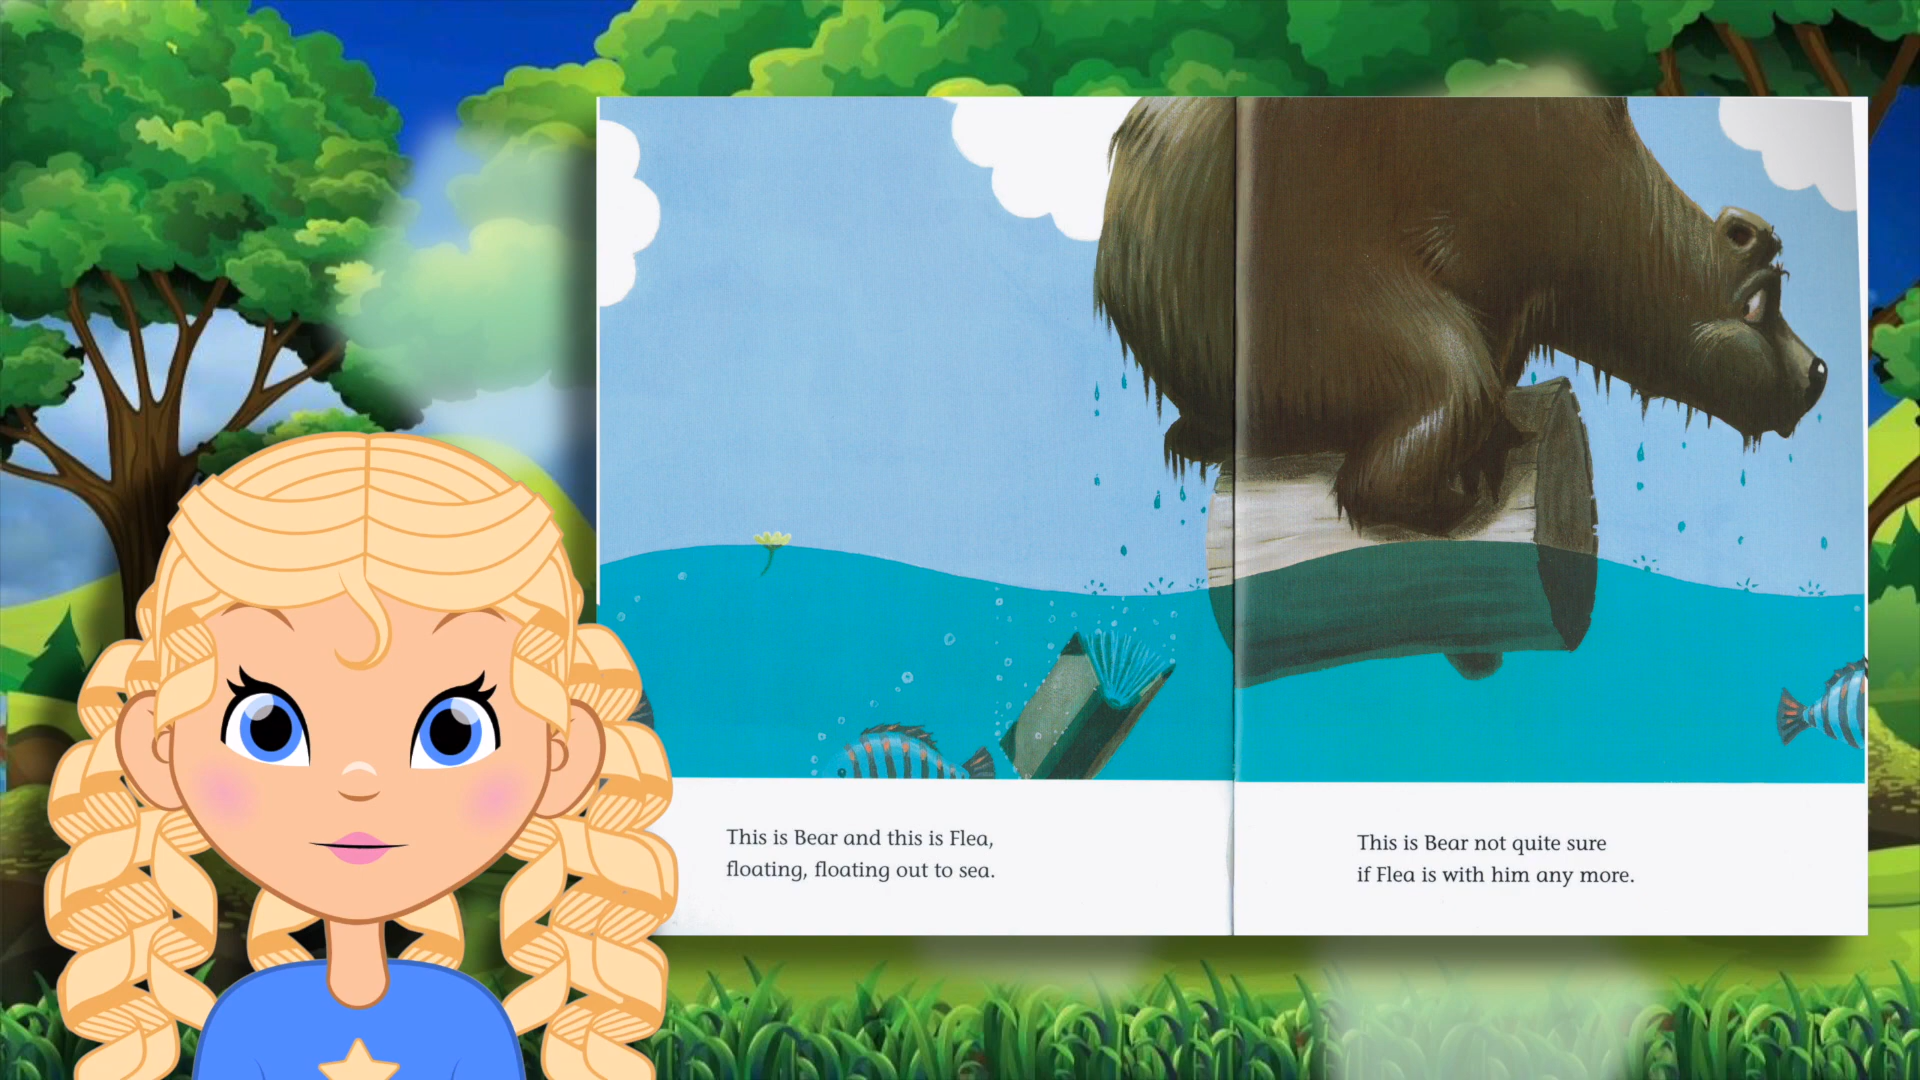 This is Bear and this is Flea,
floating, floating out to sea.
This is Bear not quite sure
if Flea is with him any more.